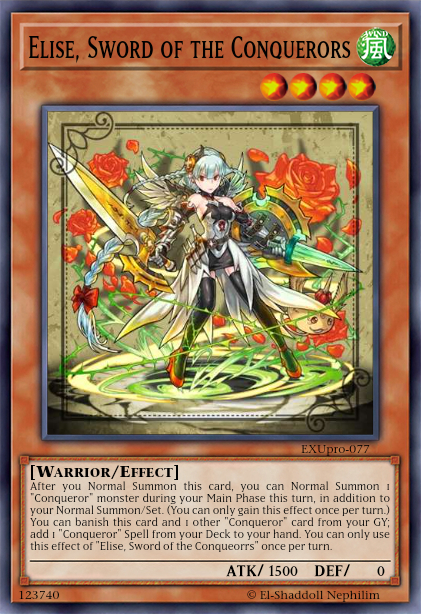 Elise, Sword of the Conquerors
WIND
風
EXUpro-077
[Warrior/Effect]
After you Normal Summon this card, you can Normal Summon 1
"Conqueror" monster during your Main Phase this turn, in addition to
your Normal Summon/Set. (You can only gain this effect once per turn.)
You can banish this card and 1 other "Conqueror" card from your GY;
add 1 "Conqueror" Spell from your Deck to your hand. You can only use
this effect of "Elise, Sword of the Conqueorrs" once per turn.
ATK/ 1500 DEF/ 0
123740
© El-Shaddoll Nephilim